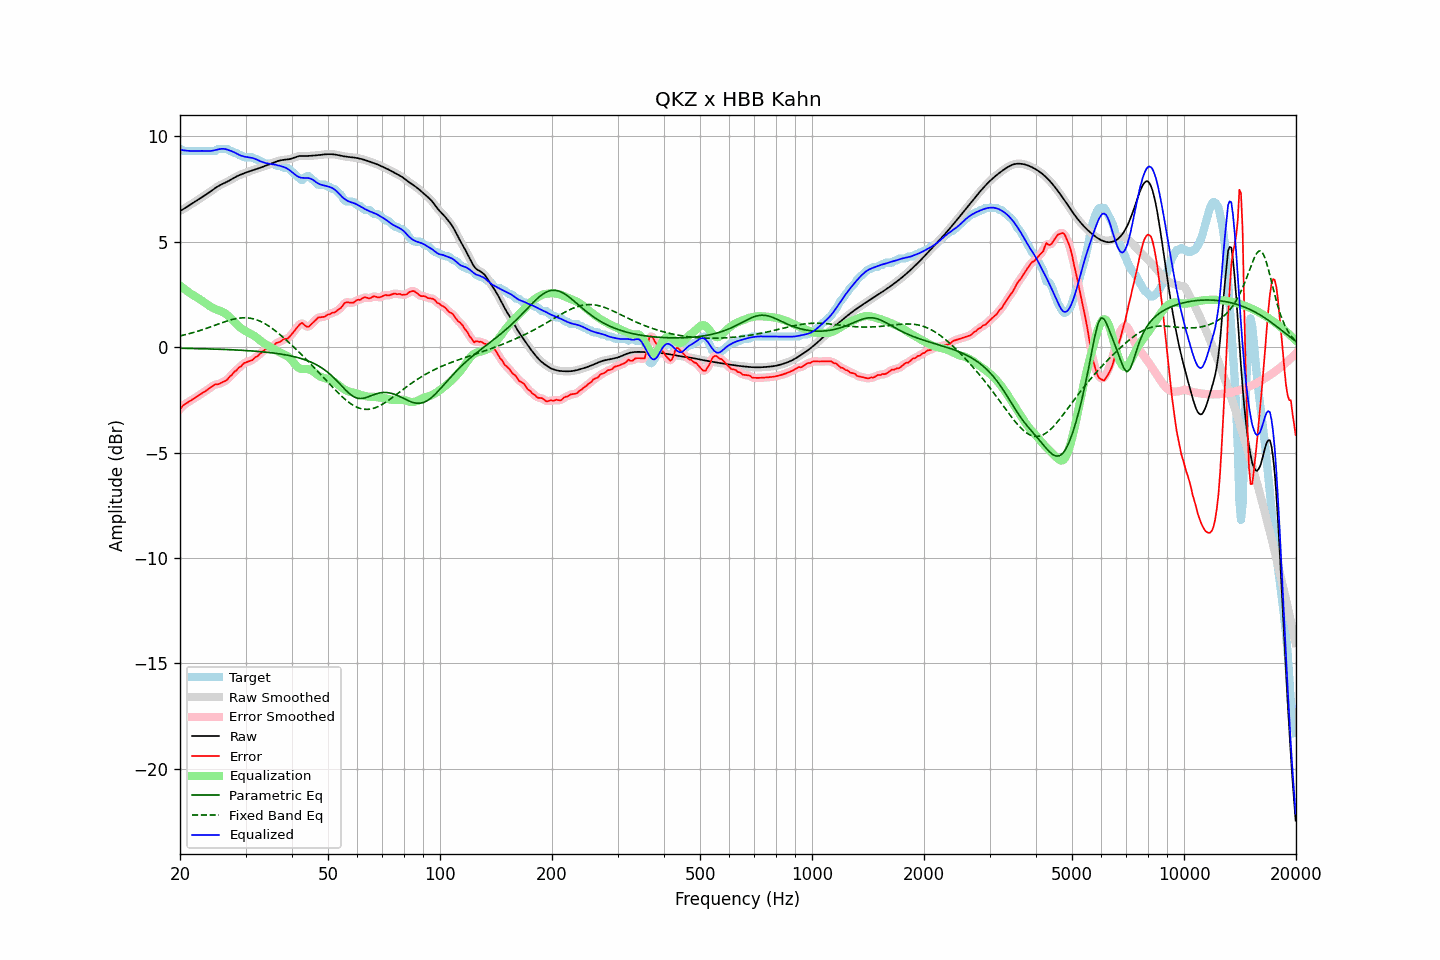 QKZ x HBB Kahn
10
5
0
−5
−10
−15
−20
Amplitude (dBr)
Target
Raw Smoothed
Error Smoothed
Raw
Error
Equalization
Parametric Eq
Fixed Band Eq
Equalized
20 50 100 200 500 1000 2000 5000 10000 20000
Frequency (Hz)